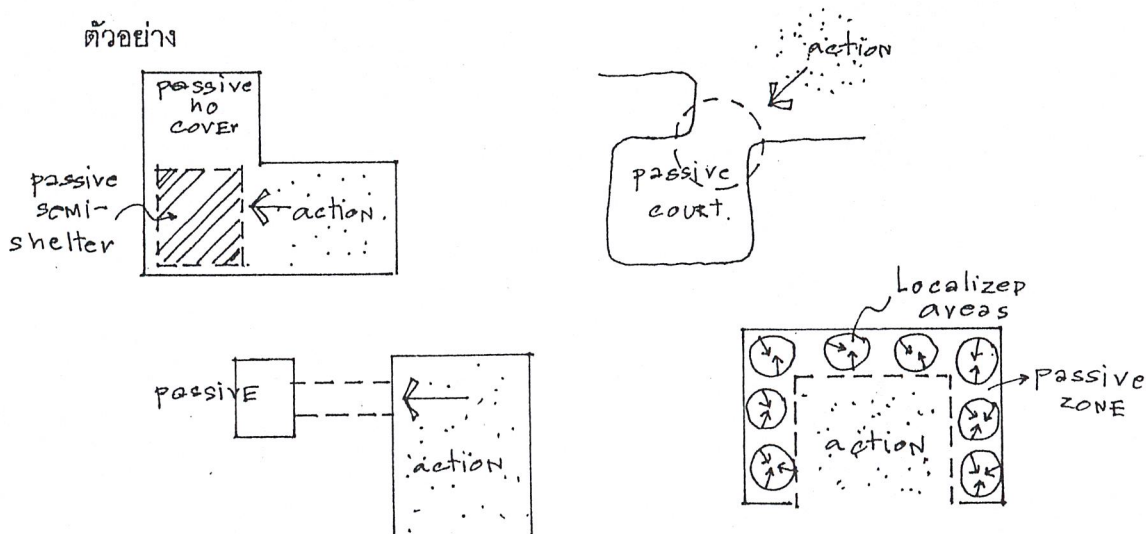 ตัวอย่าง
passive
no
cover
passive
semi-
shelter
action.
action
passive
court.
passive
action
Localized
areas
passive
zone
action